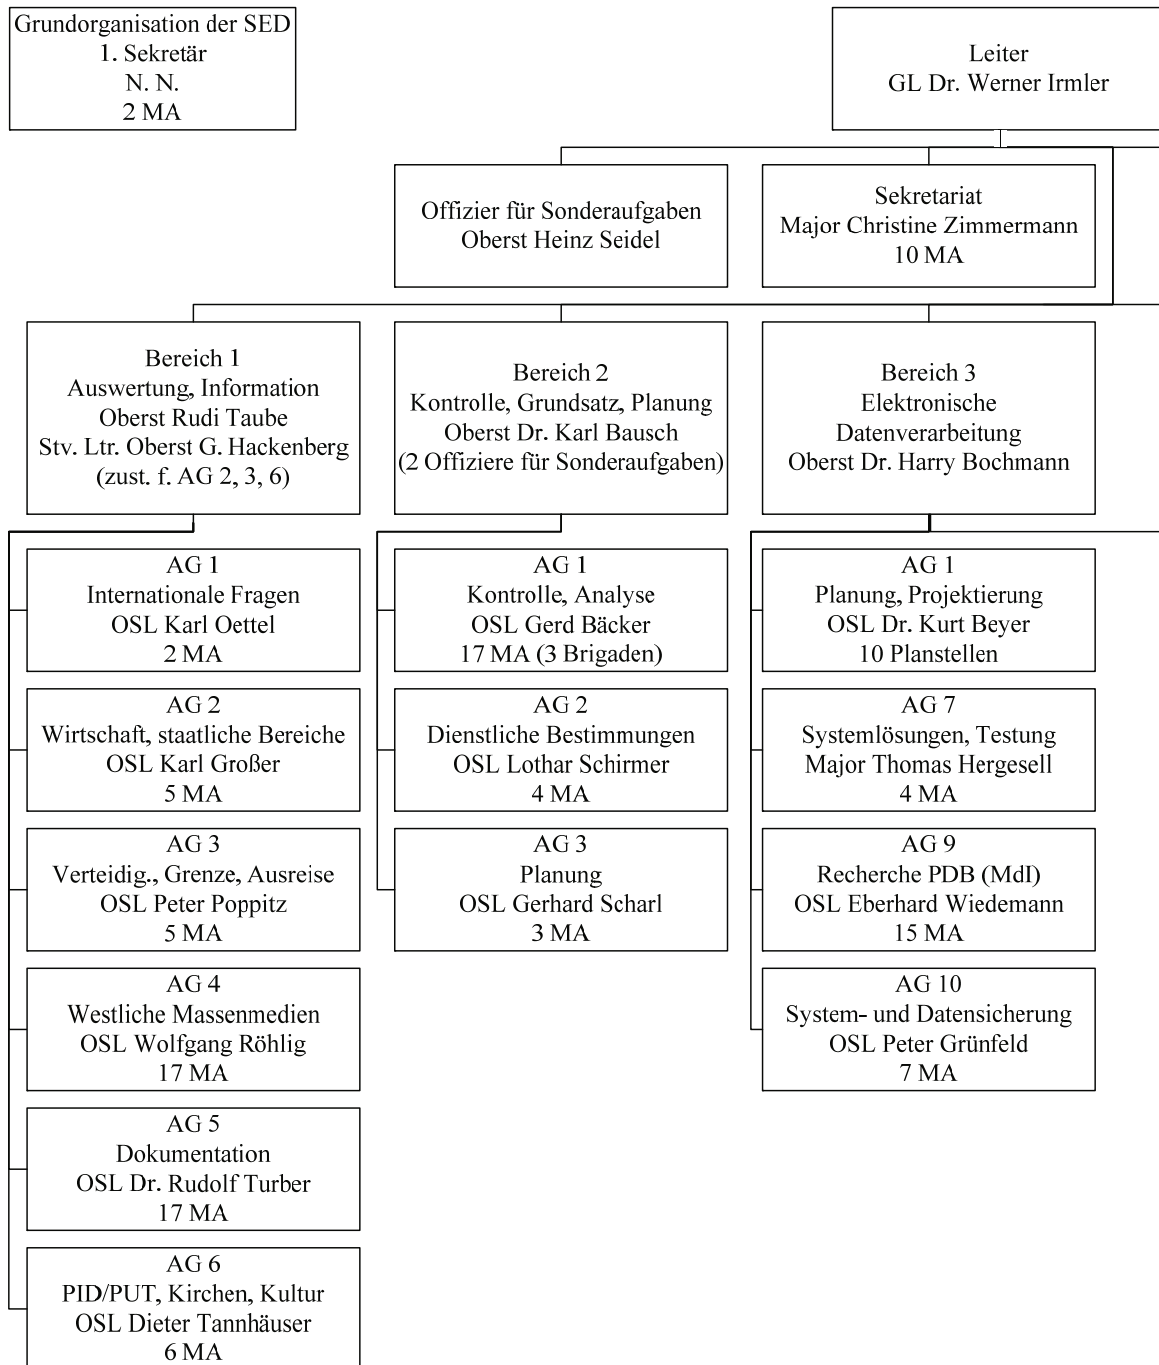 Grundorganisation der SED
1. Sekretär
N. N.
2 MA
Leiter
GL Dr. Werner Irmler
Offizier für Sonderaufgaben
Oberst Heinz Seidel
Sekretariat
Major Christine Zimmermann
10 MA
Bereich 1
Auswertung, Information
Oberst Rudi Taube
Stv. Ltr. Oberst G. Hackenberg
(zust. f. AG 2, 3, 6)
Bereich 2
Kontrolle, Grundsatz, Planung
Oberst Dr. Karl Bausch
(2 Offiziere für Sonderaufgaben)
Bereich 3
Elektronische
Datenverarbeitung
Oberst Dr. Harry Bochmann
AG 1
Internationale Fragen
OSL Karl Oettel
2 MA
AG 2
Wirtschaft, staatliche Bereiche
OSL Karl Großer
5 MA
AG 3
Verteidig., Grenze, Ausreise
OSL Peter Poppitz
5 MA
AG 4
Westliche Massenmedien
OSL Wolfgang Röhlig
17 MA
AG 5
Dokumentation
OSL Dr. Rudolf Turber
17 MA
AG 6
PID/PUT, Kirchen, Kultur
OSL Dieter Tannhäuser
6 MA
AG 1
Kontrolle, Analyse
OSL Gerd Bäcker
17 MA (3 Brigaden)
AG 2
Dienstliche Bestimmungen
OSL Lothar Schirmer
4 MA
AG 3
Planung
OSL Gerhard Scharl
3 MA
AG 1
Planung, Projektierung
OSL Dr. Kurt Beyer
10 Planstellen
AG 7
Systemlösungen, Testung
Major Thomas Hergesell
4 MA
AG 9
Recherche PDB (MdI)
OSL Eberhard Wiedemann
15 MA
AG 10
System- und Datensicherung
OSL Peter Grünfeld
7 MA